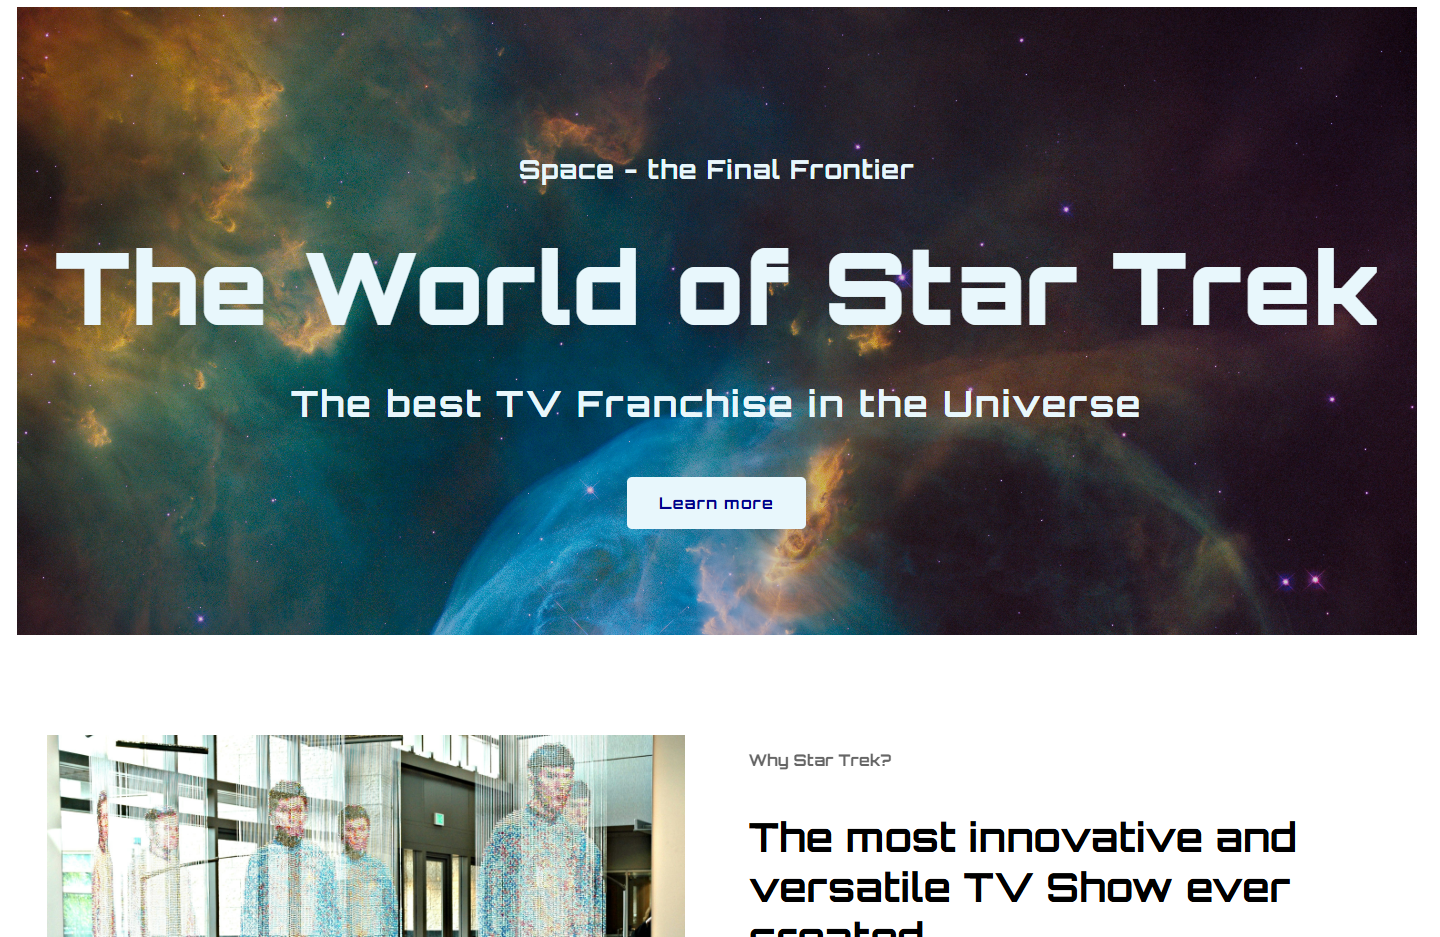 Space - the Final Frontier
The World of Star Trek
The best TV Franchise in the Universe
Learn more
Why Star Trek?
The most innovative and
versatile TV Show ever
created